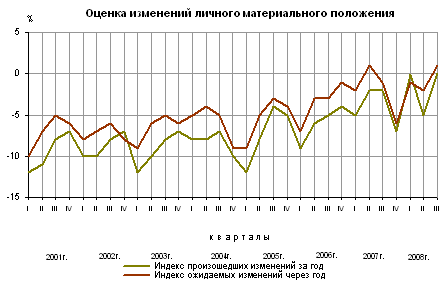 Оценка изменений личного материального положения
%
5
0
-5
-10
-15
I II III IV I II III IV I II III IV I II III IV I II III IV I II III IV I II III IV I II III
кварталы
2001г. 2002г. 2003г. 2004г. 2005г. 2006г. 2007г. 2008г.
Индекс произошедших изменений за год
Индекс ожидаемых изменений через год